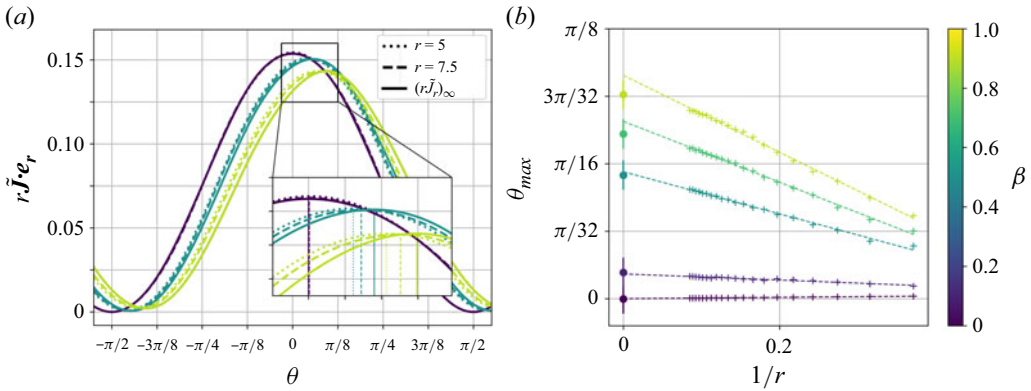 (a)
r J̃·e_r
0.15
0.10
0.05
0
r = 5
r = 7.5
(rJ̃_r)_∞
−π/2
−3π/8
−π/4
−π/8
0
π/8
π/4
3π/8
π/2
θ
(b)
θ_max
π/8
3π/32
π/16
π/32
0
0
0.2
1/r
1.0
0.8
0.6
0.4
0.2
0
β